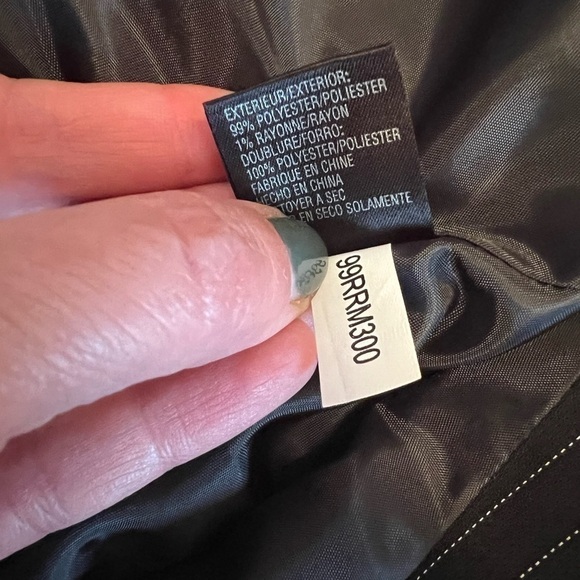 EXTERIEUR/EXTERIOR:
99% POLYESTER/POLIESTER
1% RAYONNE/RAYON
DOUBLURE/FORRO:
100% POLYESTER/POLIESTER
FABRIQUE EN CHINE
HECHO EN CHINA
TOYER A SEC
EN SECO SOLAMENTE
99RRM300